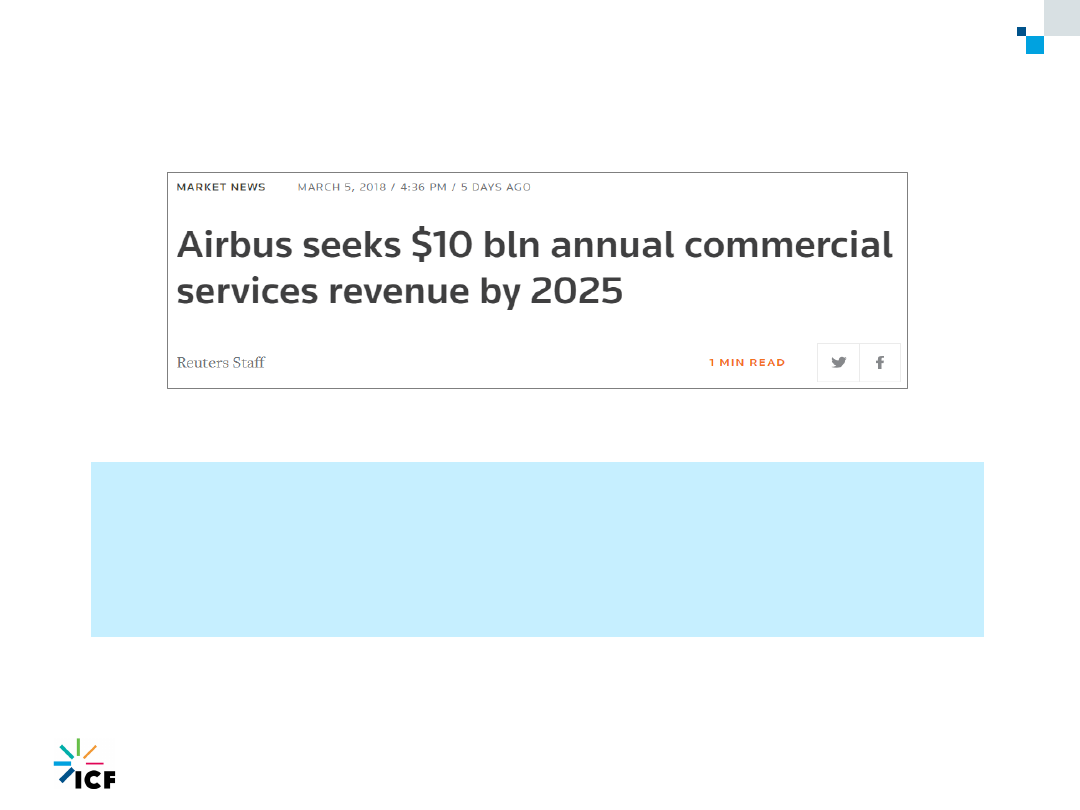 MARKET NEWS MARCH 5, 2018 / 4:36 PM / 5 DAYS AGO
Airbus seeks $10 bln annual commercial
services revenue by 2025
Reuters Staff 1 MIN READ
ICF